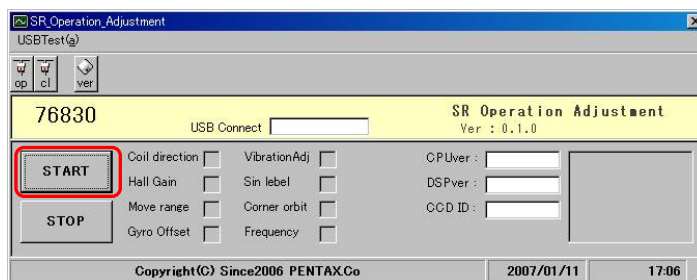 SR_Operation_Adjustment
USBTest(a)
op cl ver
76830
USB Connect
SR Operation Adjustment
Ver : 0.1.0
START
STOP
Coil direction
VibrationAdj
Hall Gain
Sin lebel
Move range
Corner orbit
Gyro Offset
Frequency
CPUver :
DSPver :
CCD ID :
Copyright(C) Since2006 PENTAX.Co
2007/01/11
17:06